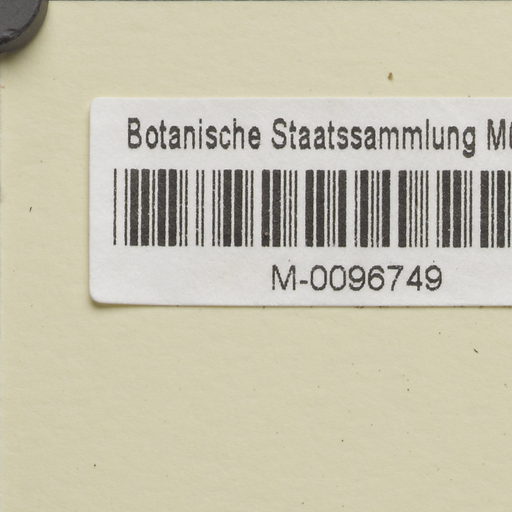 Botanische Staatssammlung
M-0096749